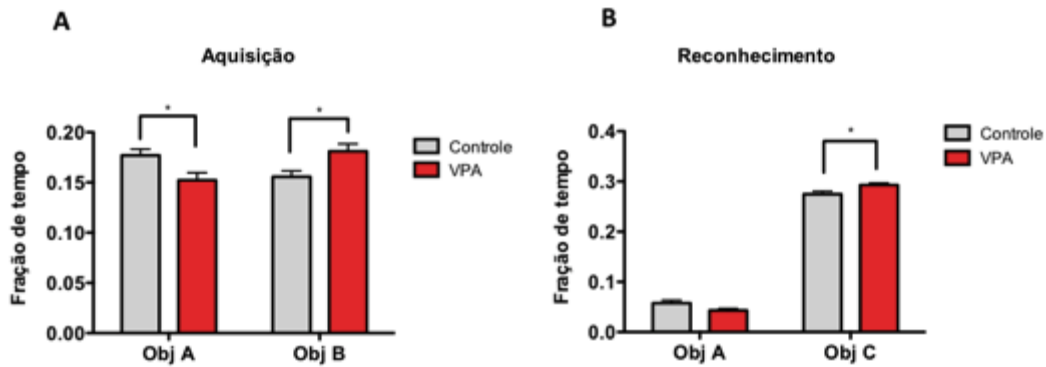 A
Aquisição
*
*
0.20
0.15
0.10
0.05
0.00
Fração de tempo
Obj A
Obj B
Controle
VPA
B
Reconhecimento
*
0.4
0.3
0.2
0.1
0.0
Fração de tempo
Obj A
Obj C
Controle
VPA